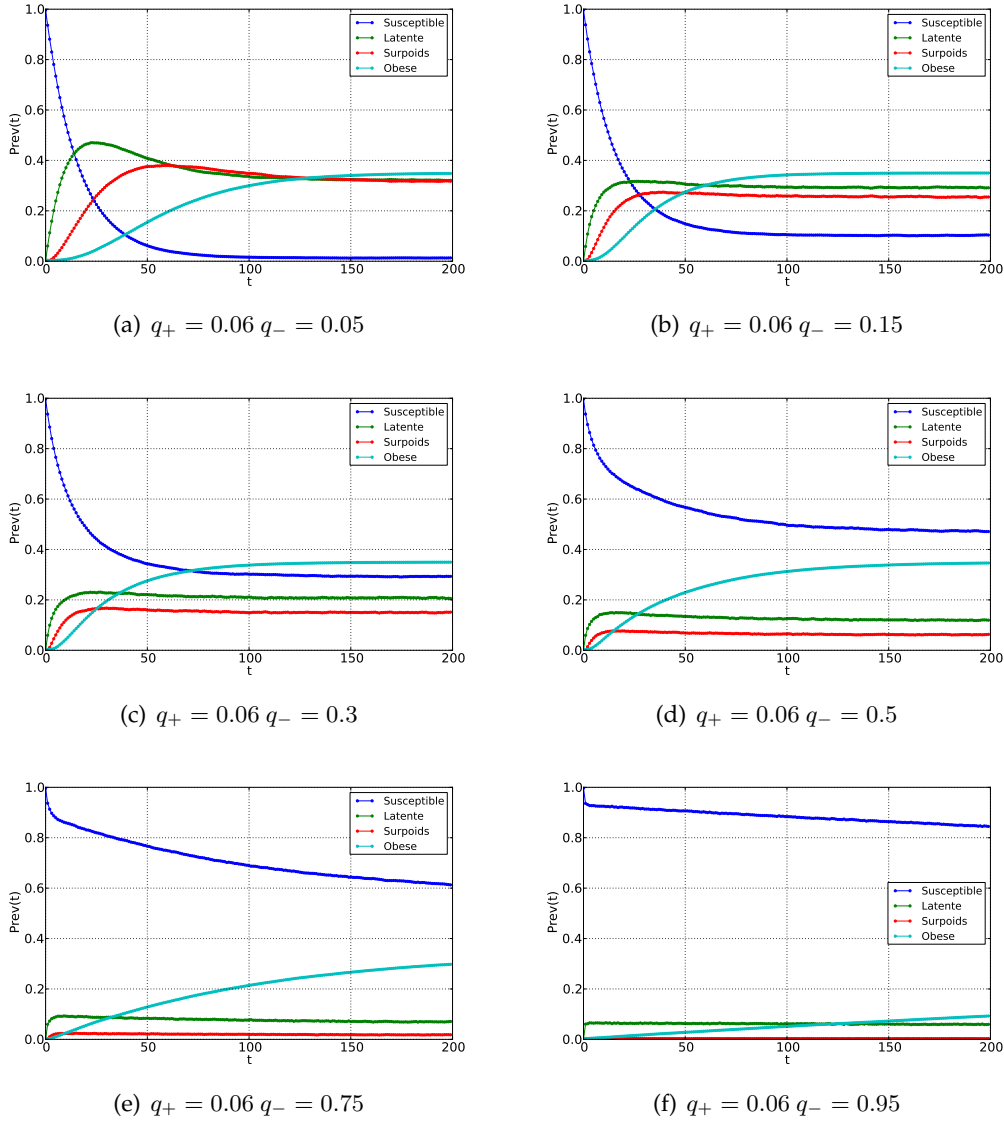 1.0
0.8
0.6
0.4
0.2
0.0
Prev(t)
0 50 100 150 200
t
Susceptible
Latente
Surpoids
Obese
(a) q+ = 0.06 q− = 0.05
1.0
0.8
0.6
0.4
0.2
0.0
Prev(t)
0 50 100 150 200
t
Susceptible
Latente
Surpoids
Obese
(b) q+ = 0.06 q− = 0.15
1.0
0.8
0.6
0.4
0.2
0.0
Prev(t)
0 50 100 150 200
t
Susceptible
Latente
Surpoids
Obese
(c) q+ = 0.06 q− = 0.3
1.0
0.8
0.6
0.4
0.2
0.0
Prev(t)
0 50 100 150 200
t
Susceptible
Latente
Surpoids
Obese
(d) q+ = 0.06 q− = 0.5
1.0
0.8
0.6
0.4
0.2
0.0
Prev(t)
0 50 100 150 200
t
Susceptible
Latente
Surpoids
Obese
(e) q+ = 0.06 q− = 0.75
1.0
0.8
0.6
0.4
0.2
0.0
Prev(t)
0 50 100 150 200
t
Susceptible
Latente
Surpoids
Obese
(f) q+ = 0.06 q− = 0.95